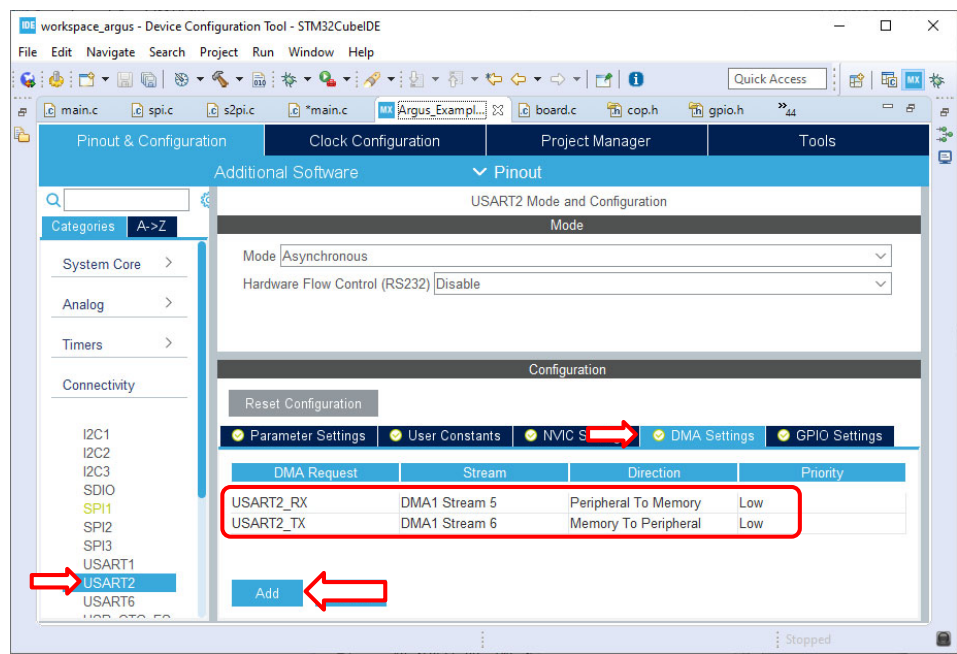 IDE workspace_argus - Device Configuration Tool - STM32CubeIDE
File Edit Navigate Search Project Run Window Help
010 Quick Access MX
main.c spi.c s2pi.c *main.c MX Argus_Exampl... board.c cop.h gpio.h »44
Pinout & Configuration Clock Configuration Project Manager Tools
Additional Software Pinout
USART2 Mode and Configuration
Categories A->Z
Mode
System Core >
Mode Asynchronous
Hardware Flow Control (RS232) Disable
Analog >
Timers >
Configuration
Connectivity
Reset Configuration
Parameter Settings User Constants NVIC DMA Settings GPIO Settings
I2C1
I2C2
I2C3
SDIO
SPI1
SPI2
SPI3
USART1
USART2
USART6
DMA Request Stream Direction Priority
USART2_RX DMA1 Stream 5 Peripheral To Memory Low
USART2_TX DMA1 Stream 6 Memory To Peripheral Low
Add
Stopped